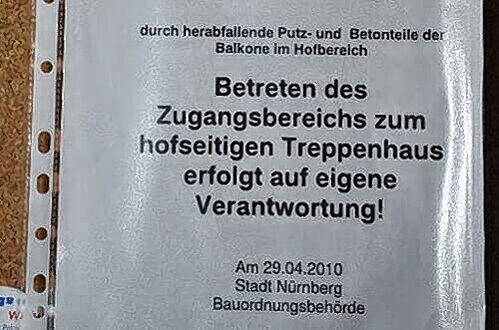 durch herabfallende Putz- und Betonteile der
Balkone im Hofbereich
Betreten des
Zugangsbereichs zum
hofseitigen Treppenhaus
erfolgt auf eigene
Verantwortung!
Am 29.04.2010
Stadt Nürnberg
Bauordnungsbehörde